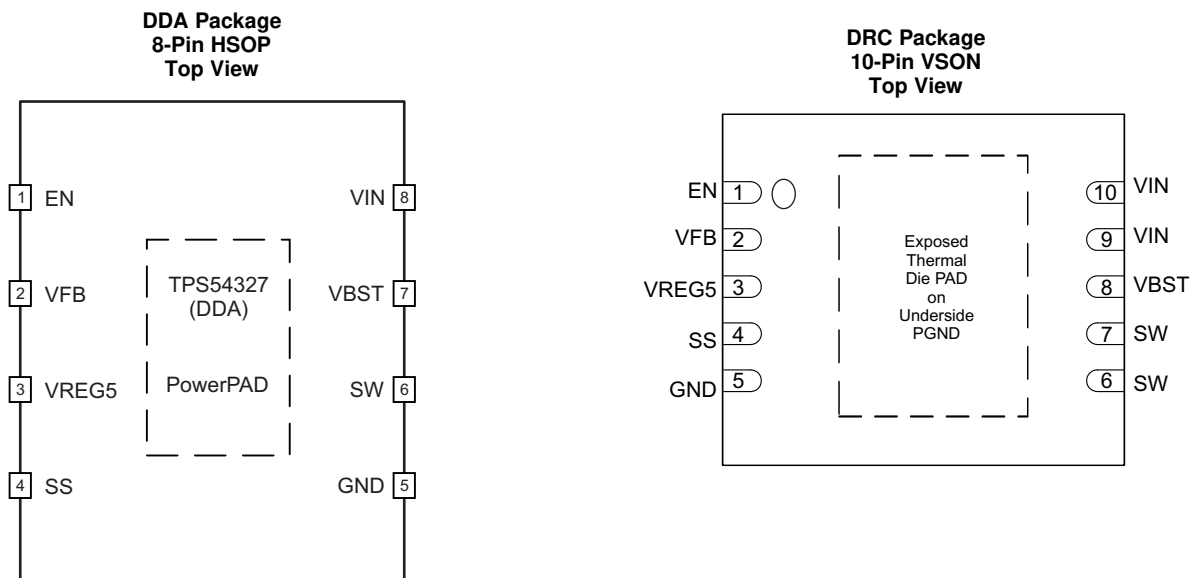 DDA Package
8-Pin HSOP
Top View
1 EN
VIN 8
2 VFB
VBST 7
3 VREG5
SW 6
4 SS
GND 5
TPS54327
(DDA)
PowerPAD
DRC Package
10-Pin VSON
Top View
EN 1
10 VIN
VFB 2
9 VIN
VREG5 3
8 VBST
SS 4
7 SW
GND 5
6 SW
Exposed
Thermal
Die PAD
on
Underside
PGND